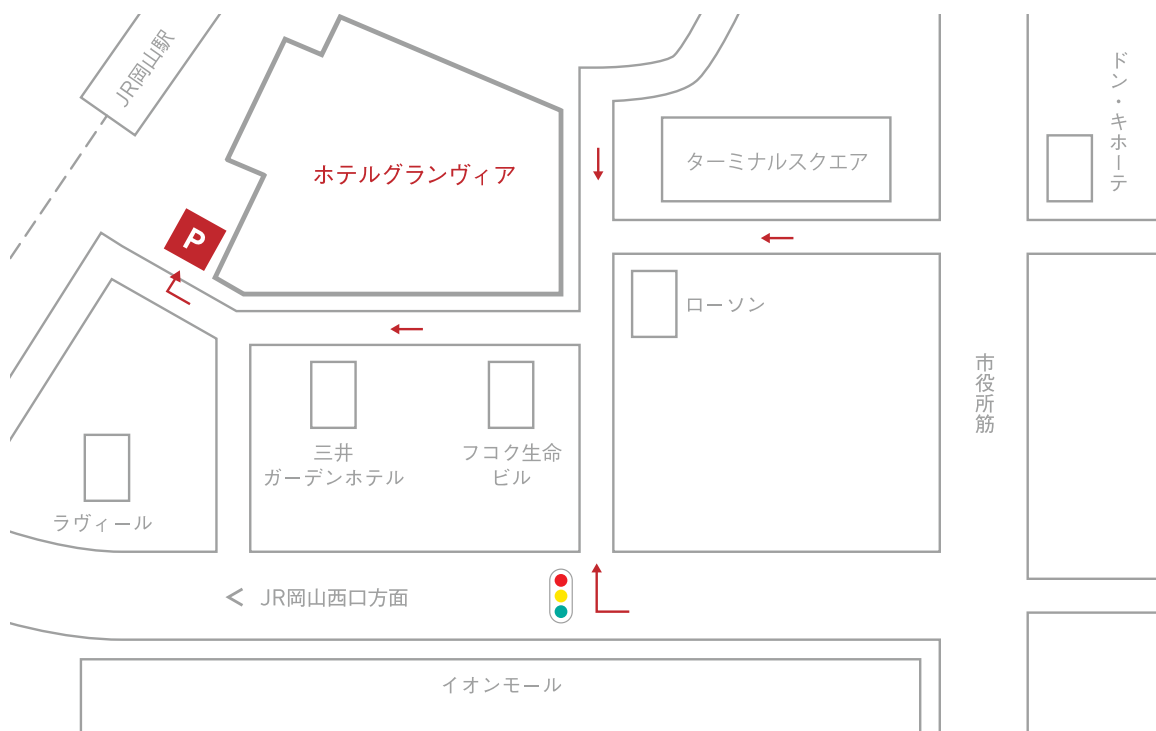 JR岡山駅
ドン・キホーテ
ターミナルスクエア
ホテルグランヴィア
P
ローソン
市役所筋
三井
ガーデンホテル
フコク生命
ビル
ラヴィール
JR岡山西口方面
イオンモール